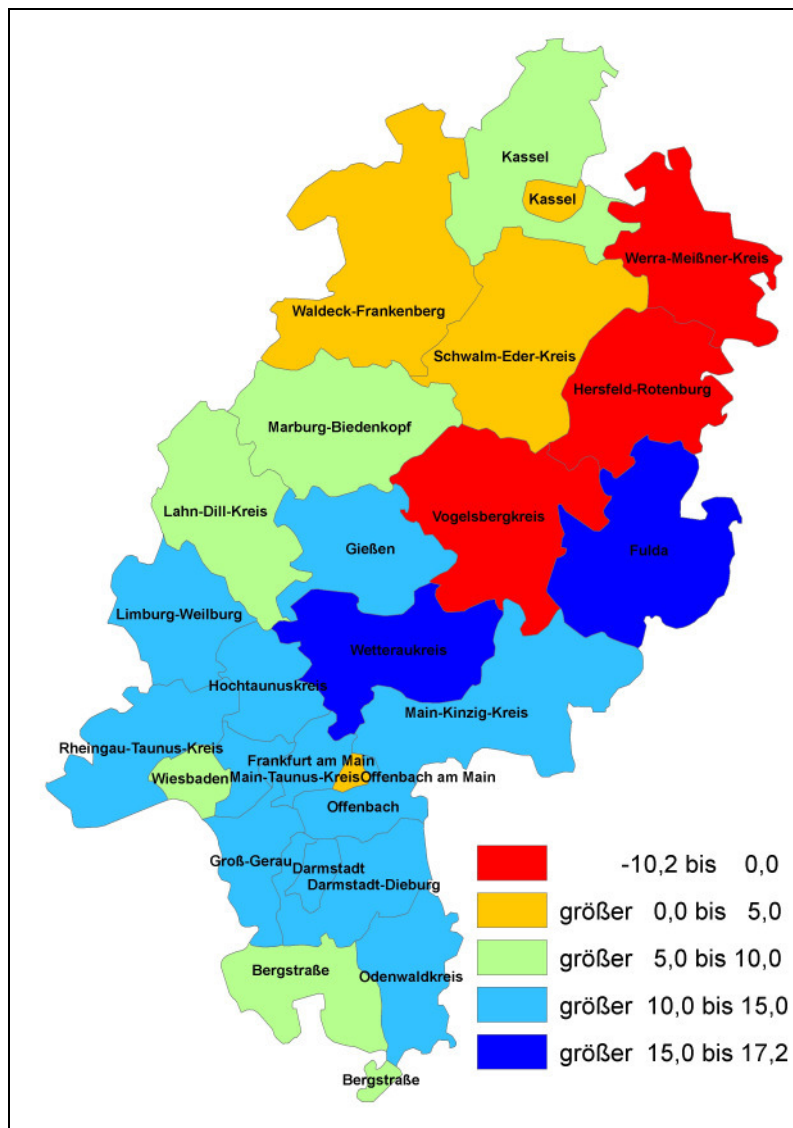 Kassel
Kassel
Werra-Meißner-Kreis
Waldeck-Frankenberg
Schwalm-Eder-Kreis
Hersfeld-Rotenburg
Marburg-Biedenkopf
Lahn-Dill-Kreis
Vogelsbergkreis
Gießen
Fulda
Limburg-Weilburg
Wetteraukreis
Hochtaunuskreis
Main-Kinzig-Kreis
Rheingau-Taunus-Kreis
Frankfurt am Main
Wiesbaden
Main-Taunus-Kreis
Offenbach am Main
Offenbach
Groß-Gerau
Darmstadt
Darmstadt-Dieburg
Bergstraße
Odenwaldkreis
Bergstraße
-10,2 bis 0,0
größer 0,0 bis 5,0
größer 5,0 bis 10,0
größer 10,0 bis 15,0
größer 15,0 bis 17,2